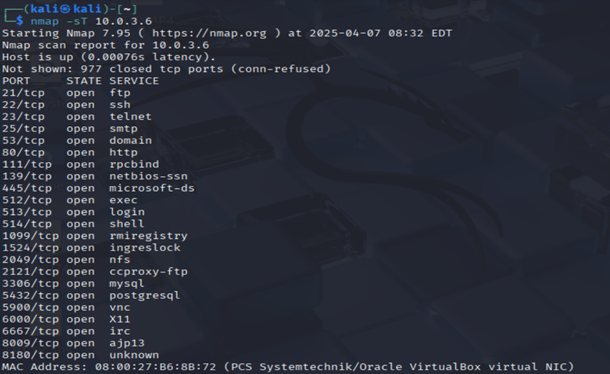 ┌──(kali㉿kali)-[~]
└─$ nmap -sT 10.0.3.6
Starting Nmap 7.95 ( https://nmap.org ) at 2025-04-07 08:32 EDT
Nmap scan report for 10.0.3.6
Host is up (0.00076s latency).
Not shown: 977 closed tcp ports (conn-refused)
PORT     STATE SERVICE
21/tcp   open  ftp
22/tcp   open  ssh
23/tcp   open  telnet
25/tcp   open  smtp
53/tcp   open  domain
80/tcp   open  http
111/tcp  open  rpcbind
139/tcp  open  netbios-ssn
445/tcp  open  microsoft-ds
512/tcp  open  exec
513/tcp  open  login
514/tcp  open  shell
1099/tcp open  rmiregistry
1524/tcp open  ingreslock
2049/tcp open  nfs
2121/tcp open  ccproxy-ftp
3306/tcp open  mysql
5432/tcp open  postgresql
5900/tcp open  vnc
6000/tcp open  X11
6667/tcp open  irc
8009/tcp open  ajp13
8180/tcp open  unknown
MAC Address: 08:00:27:B6:8B:72 (PCS Systemtechnik/Oracle VirtualBox virtual NIC)